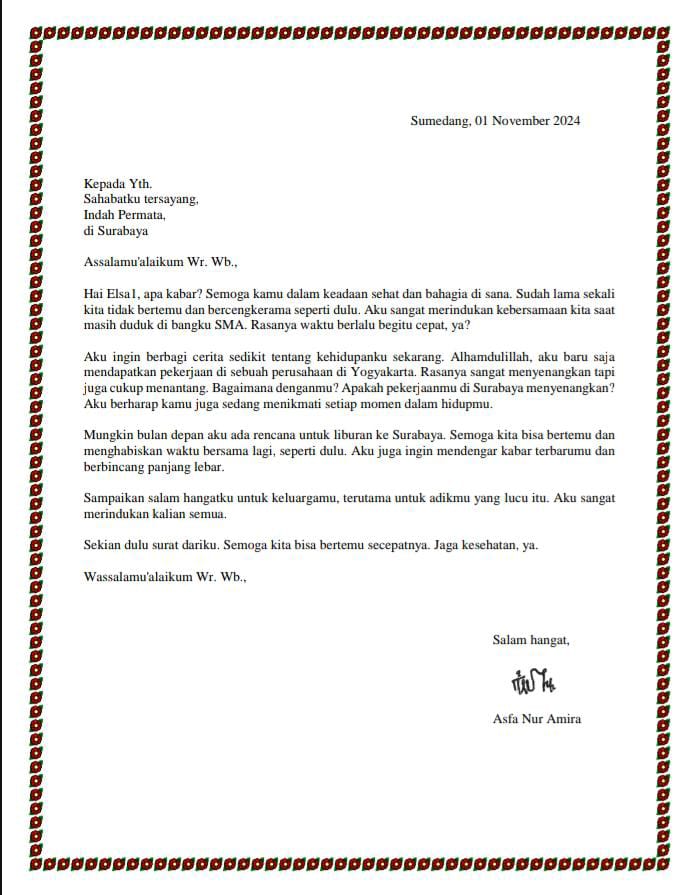 Sumedang, 01 November 2024
Kepada Yth.
Sahabatku tersayang,
Indah Permata,
di Surabaya
Assalamu'alaikum Wr. Wb.,
Hai Elsa1, apa kabar? Semoga kamu dalam keadaan sehat dan bahagia di sana. Sudah lama sekali
kita tidak bertemu dan bercengkerama seperti dulu. Aku sangat merindukan kebersamaan kita saat
masih duduk di bangku SMA. Rasanya waktu berlalu begitu cepat, ya?
Aku ingin berbagi cerita sedikit tentang kehidupanku sekarang. Alhamdulillah, aku baru saja
mendapatkan pekerjaan di sebuah perusahaan di Yogyakarta. Rasanya sangat menyenangkan tapi
juga cukup menantang. Bagaimana denganmu? Apakah pekerjaanmu di Surabaya menyenangkan?
Aku berharap kamu juga sedang menikmati setiap momen dalam hidupmu.
Mungkin bulan depan aku ada rencana untuk liburan ke Surabaya. Semoga kita bisa bertemu dan
menghabiskan waktu bersama lagi, seperti dulu. Aku juga ingin mendengar kabar terbarumu dan
berbincang panjang lebar.
Sampaikan salam hangatku untuk keluargamu, terutama untuk adikmu yang lucu itu. Aku sangat
merindukan kalian semua.
Sekian dulu surat dariku. Semoga kita bisa bertemu secepatnya. Jaga kesehatan, ya.
Wassalamu'alaikum Wr. Wb.,
Salam hangat,
Asfa Nur Amira